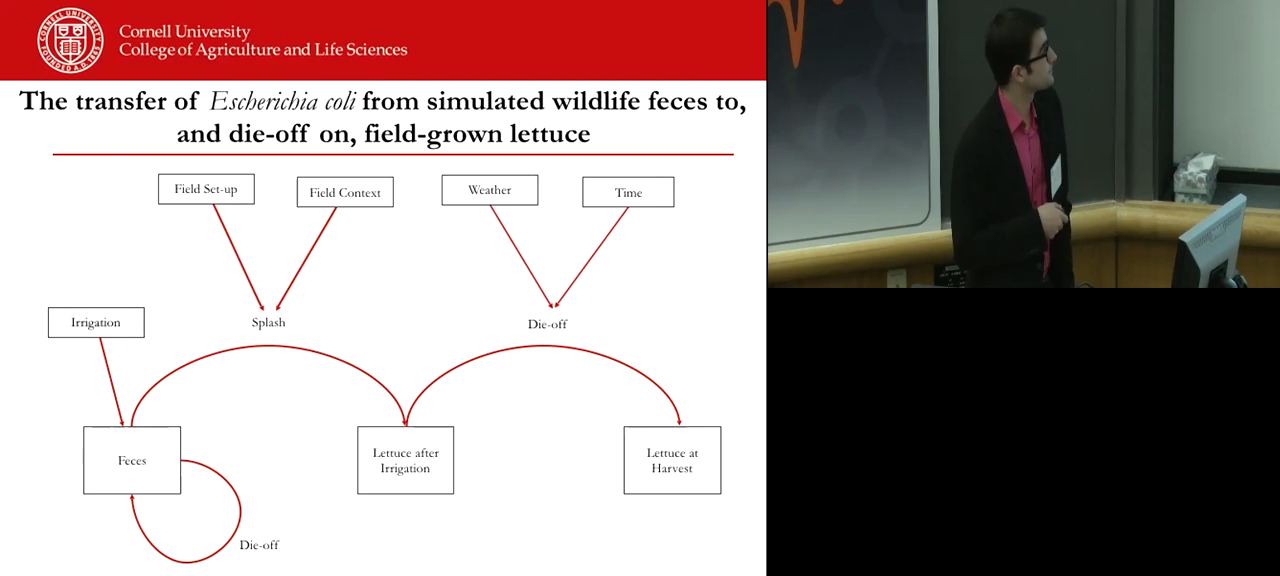 Cornell University
College of Agriculture and Life Sciences
The transfer of Escherichia coli from simulated wildlife feces to,
and die-off on, field-grown lettuce
Field Set-up
Field Context
Weather
Time
Irrigation
Splash
Die-off
Feces
Lettuce after
Irrigation
Lettuce at
Harvest
Die-off